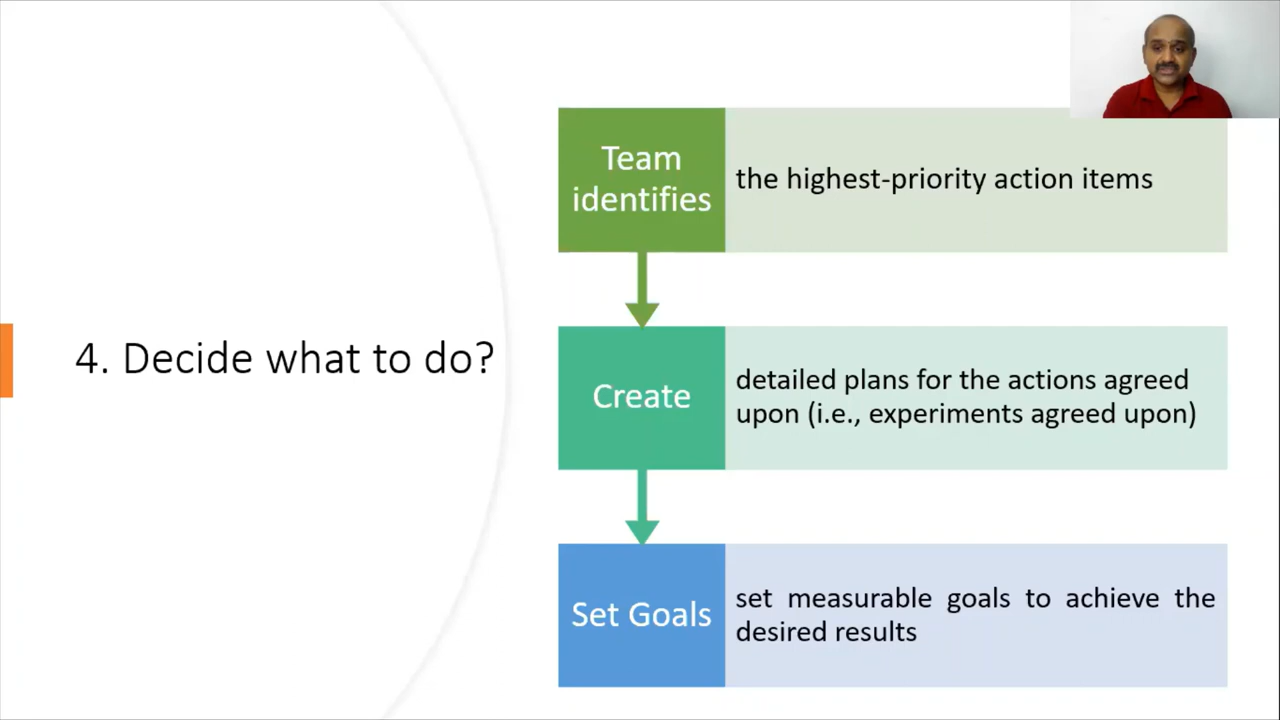 4. Decide what to do?
Team
identifies
the highest-priority action items
Create
detailed plans for the actions agreed
upon (i.e., experiments agreed upon)
Set Goals
set measurable goals to achieve the
desired results